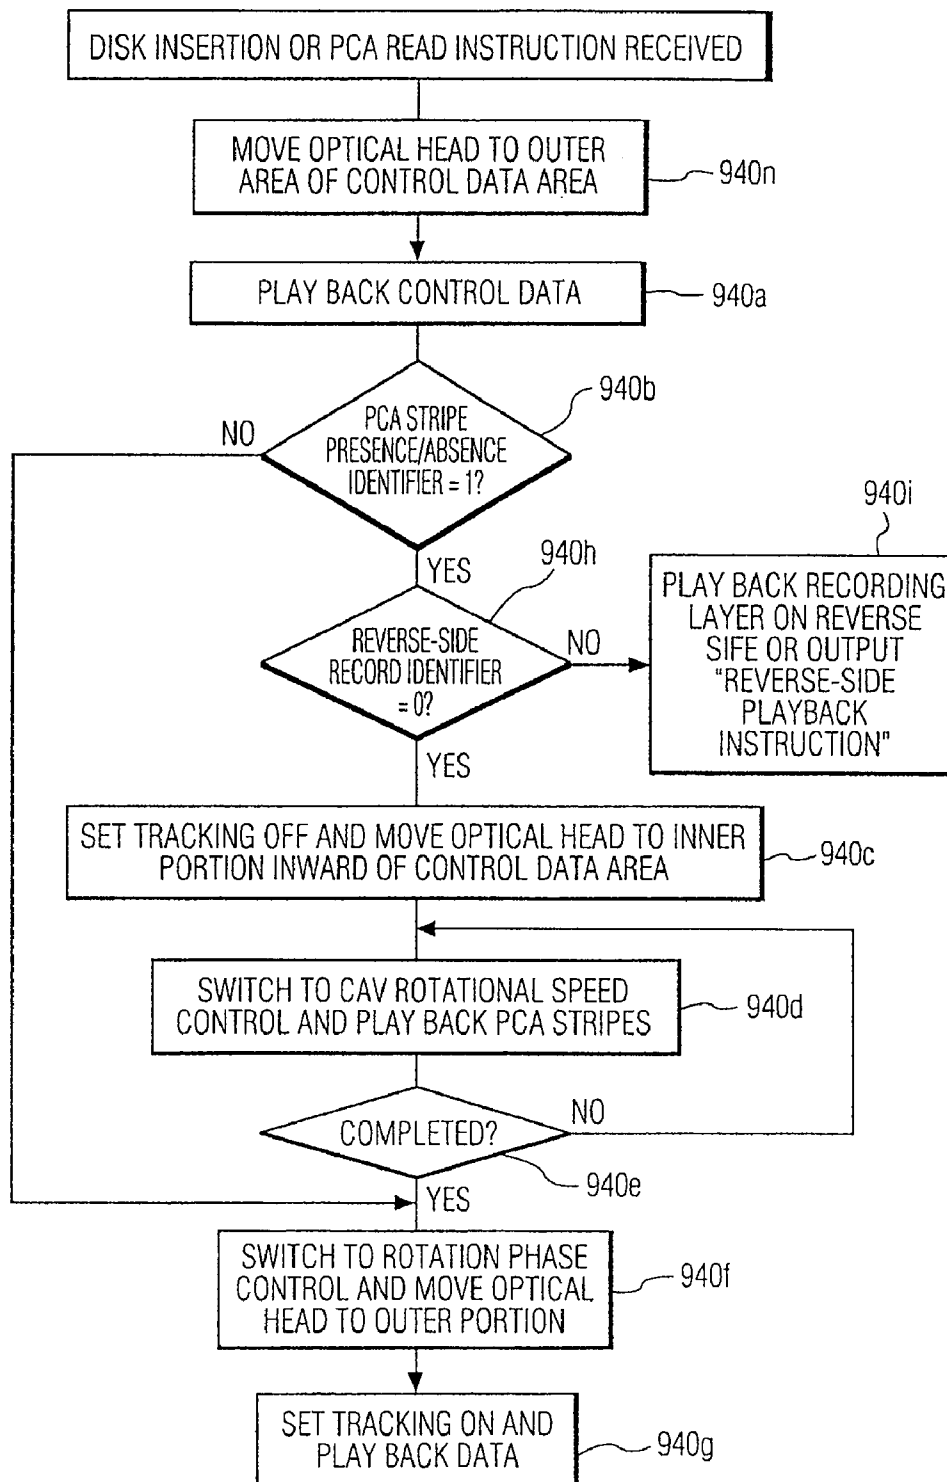 DISK INSERTION OR PCA READ INSTRUCTION RECEIVED
MOVE OPTICAL HEAD TO OUTER
AREA OF CONTROL DATA AREA
940n
PLAY BACK CONTROL DATA
940a
940b
PCA STRIPE
PRESENCE/ABSENCE
IDENTIFIER = 1?
NO
YES
940h
REVERSE-SIDE
RECORD IDENTIFIER
= 0?
NO
YES
940i
PLAY BACK RECORDING
LAYER ON REVERSE
SIFE OR OUTPUT
"REVERSE-SIDE
PLAYBACK
INSTRUCTION"
SET TRACKING OFF AND MOVE OPTICAL HEAD TO INNER
PORTION INWARD OF CONTROL DATA AREA
940c
SWITCH TO CAV ROTATIONAL SPEED
CONTROL AND PLAY BACK PCA STRIPES
940d
COMPLETED?
NO
940e
YES
SWITCH TO ROTATION PHASE
CONTROL AND MOVE OPTICAL
HEAD TO OUTER PORTION
940f
SET TRACKING ON AND
PLAY BACK DATA
940g